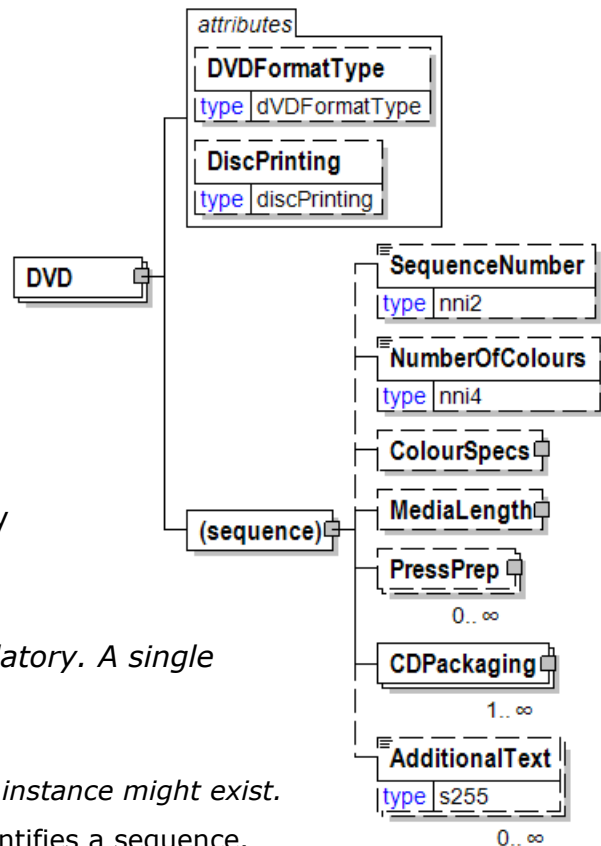 attributes
DVDFormatType
type dVDFormatType
DiscPrinting
type discPrinting
DVD
SequenceNumber
type nni2
NumberOfColours
type nni4
ColourSpecs
MediaLength
(sequence)
PressPrep
0.. ∞
latory. A single
CDPackaging
1.. ∞
AdditionalText
instance might exist.
type s255
ntifies a sequence.
0.. ∞